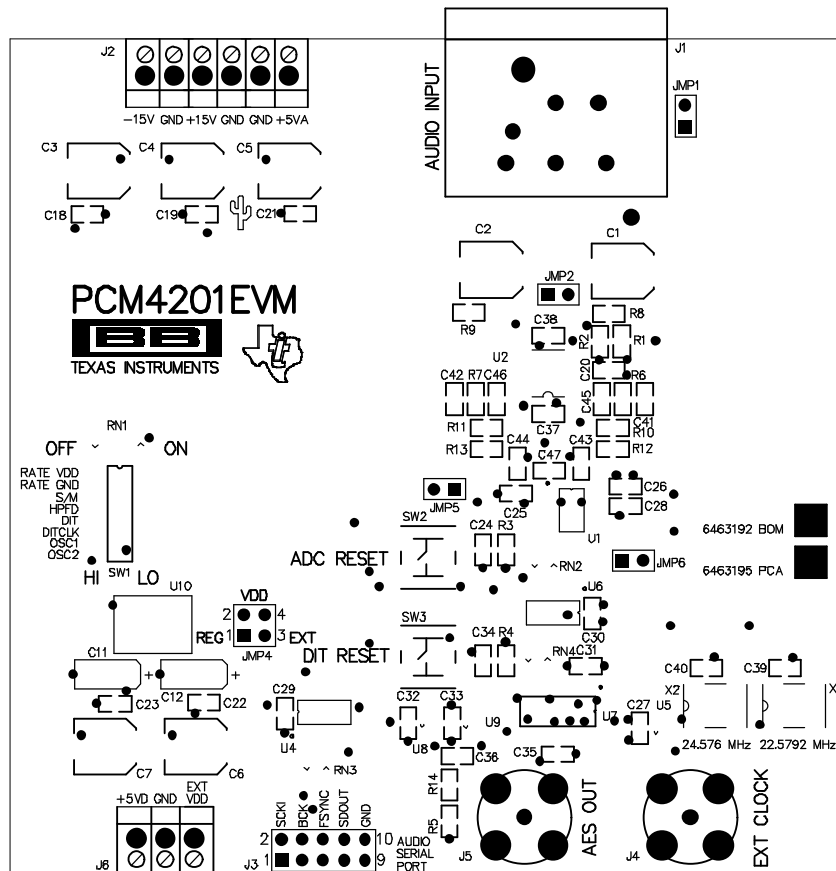 J2
J1
JMP1
AUDIO INPUT
-15V GND +15V GND GND +5VA
C3 C4 C5
C18 C19 C21
C2 C1
JMP2
PCM4201EVM
BB
TEXAS INSTRUMENTS
R9 C38 R8
R2 R1
U2 C20
C42 R7 C46 C45 R6
C41
R11 C37 R10
R13 C44 C43 R12
C47
RN1
OFF ON
RATE VDD
RATE GND
S/M
HPFD
DIT
DITCLK
OSC1
OSC2
HI LO
SW1
JMP5 C25 C26
C28
U1
SW2 C24 R3
ADC RESET
RN2
JMP6
6463192 BOM
6463195 PCA
U10
VDD
2 4
REG 1 3 EXT
JMP4
U6
C30
SW3 C34 R4
DIT RESET
RN4 C31
C11 C12
C23 C22
C29
U4
C32 C33
U8 U9 U7
C27 U5
C40 C39
X2 X
24.576 MHz 22.5792 MHz
C7 C6
RN3
C36 C35
R14
R5
+5VD GND EXT VDD
J6
SCKI
BCK
FSYNC
SDOUT
GND
2 10
1 9
J3
AUDIO
SERIAL
PORT
J5
AES OUT
J4
EXT CLOCK